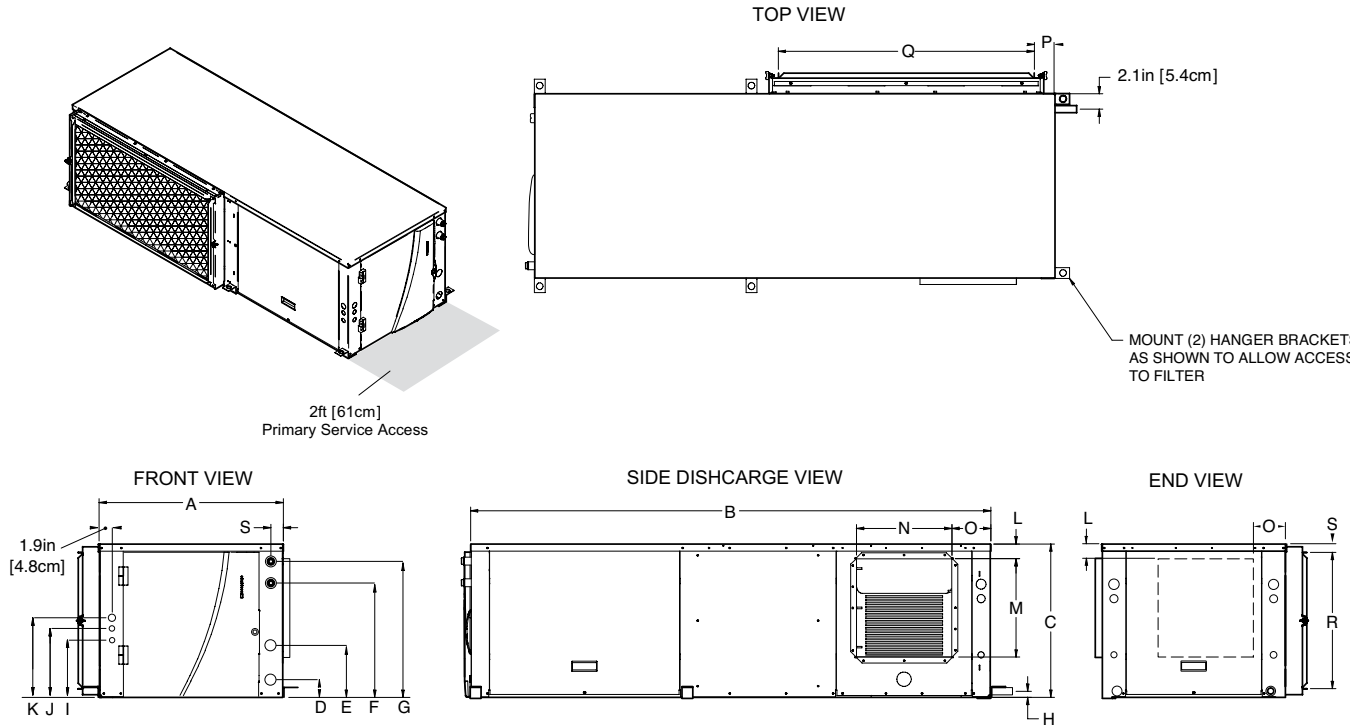 TOP VIEW
Q
P
2.1in [5.4cm]
MOUNT (2) HANGER BRACKETS
AS SHOWN TO ALLOW ACCESS
TO FILTER
2ft [61cm]
Primary Service Access
FRONT VIEW
A
S
1.9in
[4.8cm]
K
J
I
D
E
F
G
SIDE DISHCARGE VIEW
B
L
N
O
M
C
H
END VIEW
L
O
S
R